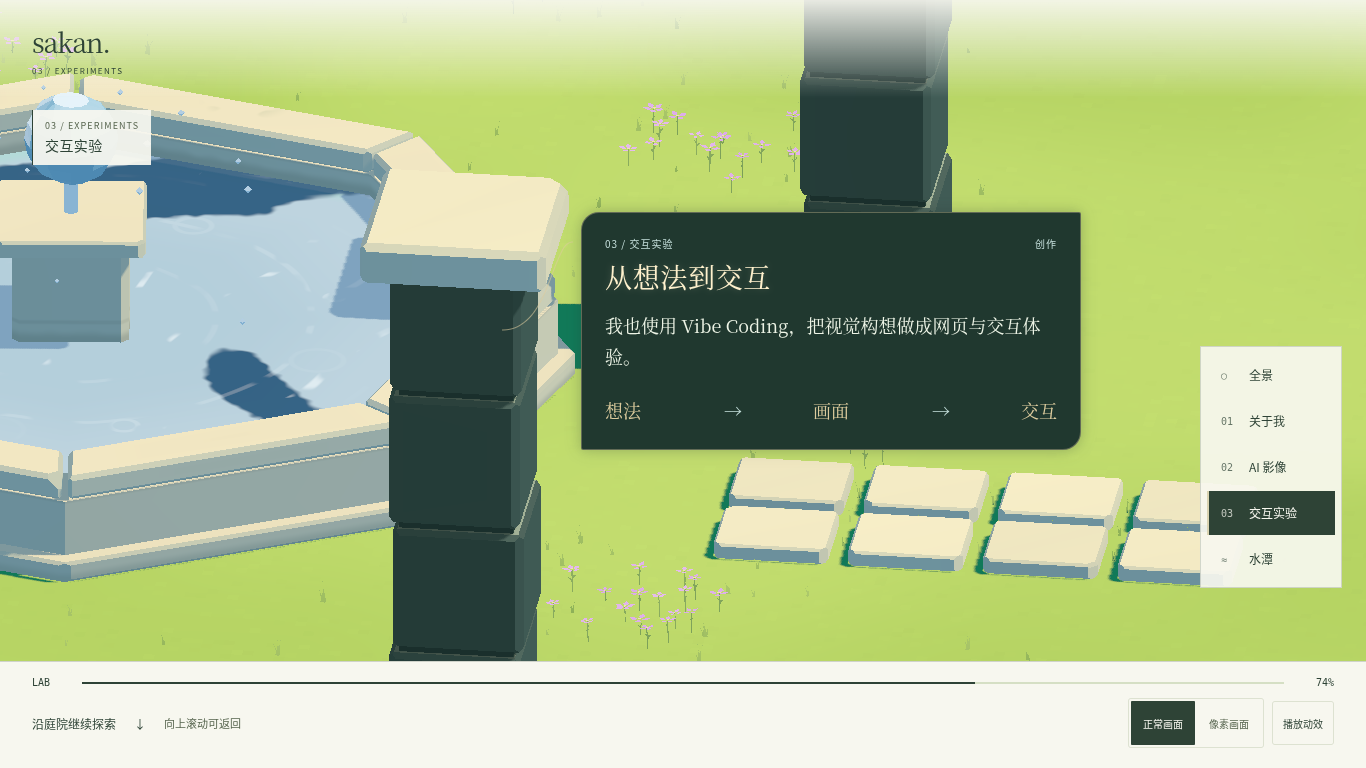 sakan.
03 / EXPERIMENTS
03 / EXPERIMENTS
交互实验
03 / 交互实验
创作
从想法到交互
我也使用 Vibe Coding，把视觉构想做成网页与交互体
验。
想法 → 画面 → 交互
○ 全景
01 关于我
02 AI 影像
03 交互实验
≈ 水潭
LAB
74%
沿庭院继续探索 ↓ 向上滚动可返回
正常画面 像素画面 播放动效